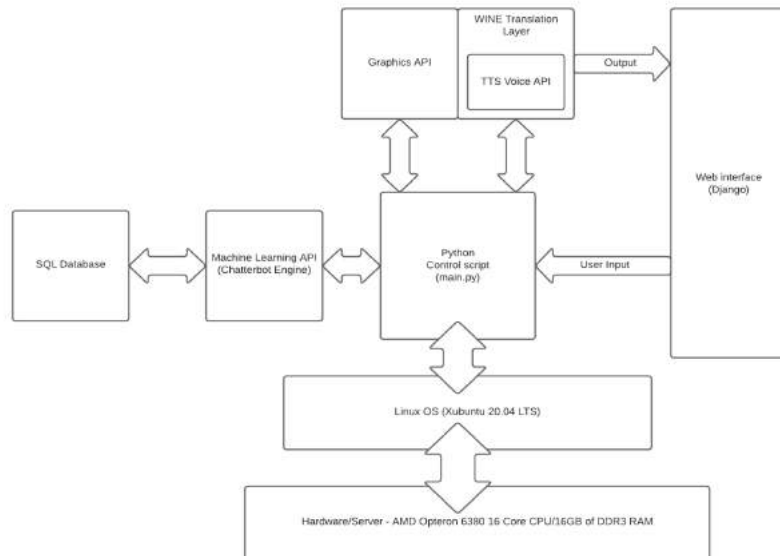 WINE Translation
Layer
Graphics API
TTS Voice API
Output
Web interface
(Django)
SQL Database
Machine Learning API
(Chatterbot Engine)
Python
Control script
(main.py)
User Input
Linux OS (Xubuntu 20.04 LTS)
Hardware/Server - AMD Opteron 6380 16 Core CPU/16GB of DDR3 RAM